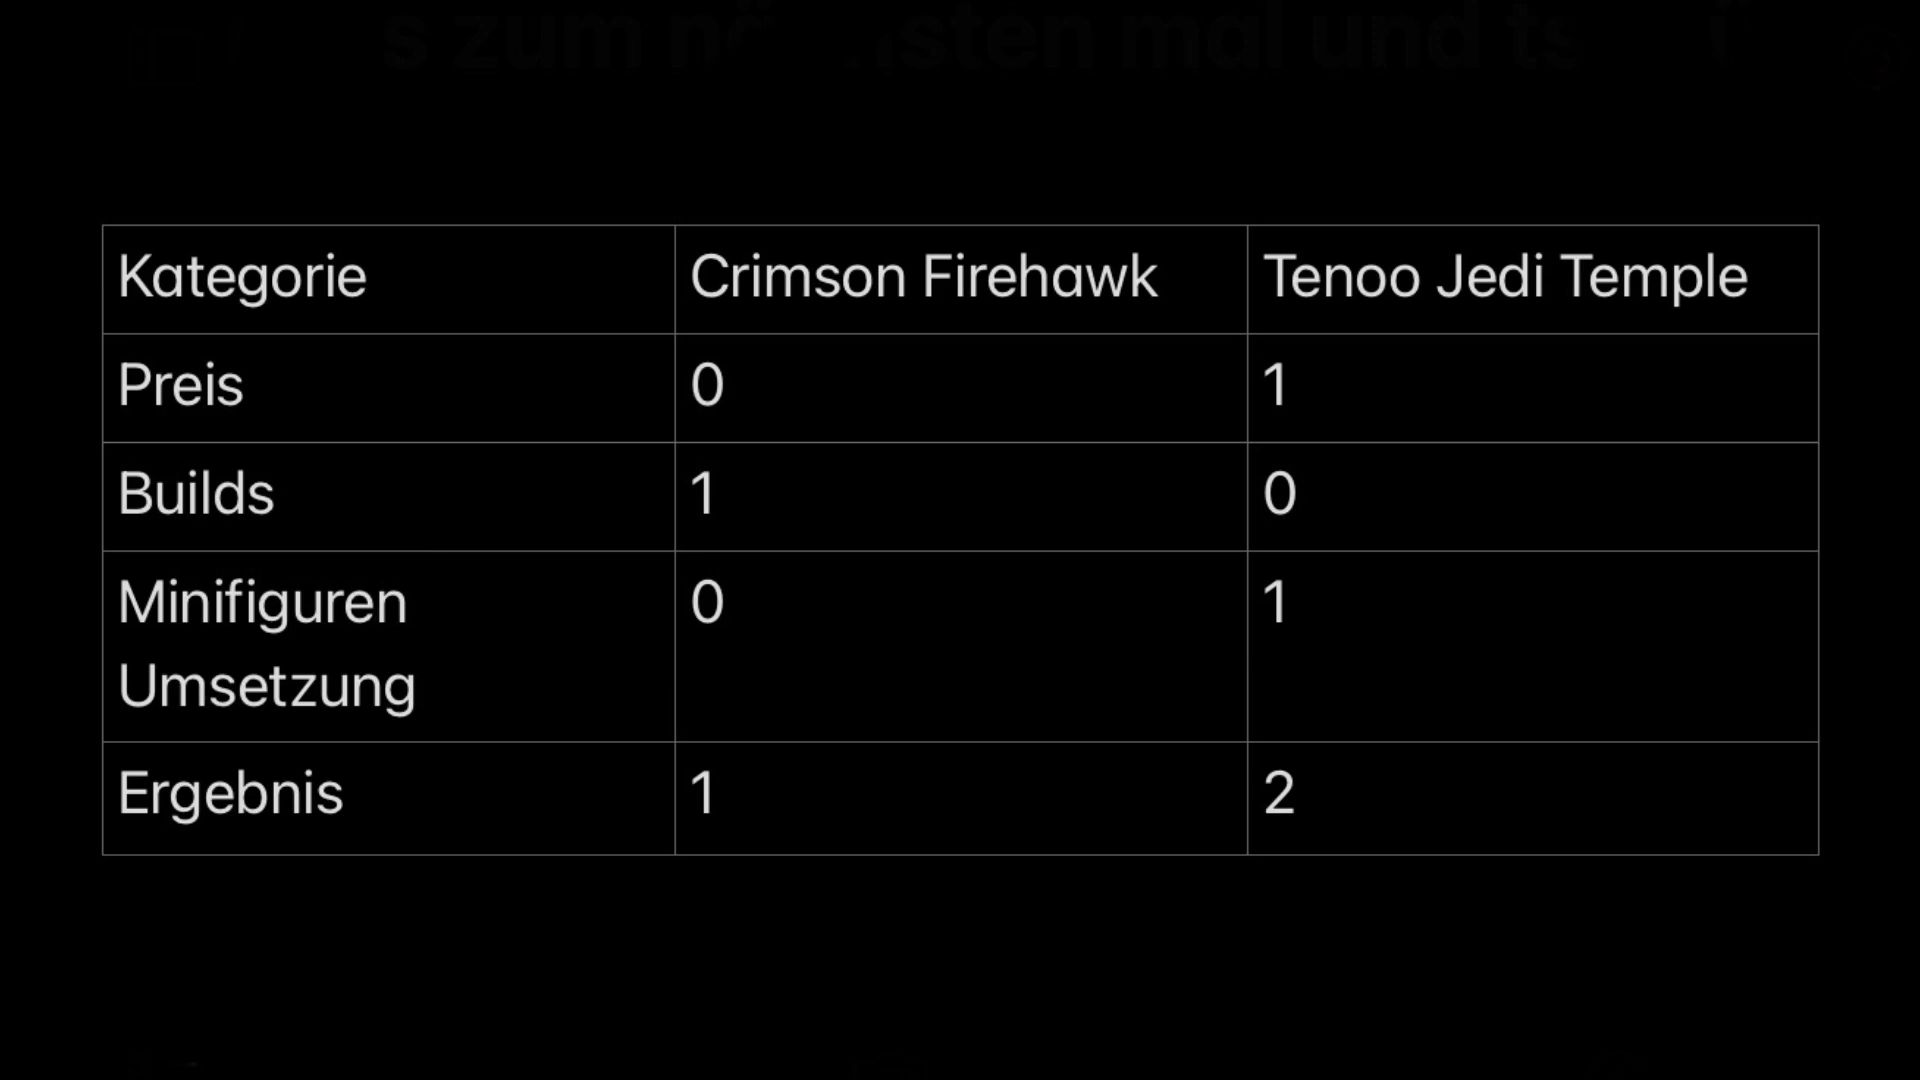 Kategorie Crimson Firehawk Tenoo Jedi Temple
Preis 0 1
Builds 1 0
Minifiguren 0 1
Umsetzung
Ergebnis 1 2